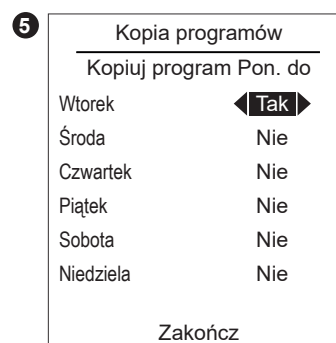 5
Kopia programów
Kopiuj program Pon. do
Wtorek Tak
Środa Nie
Czwartek Nie
Piątek Nie
Sobota Nie
Niedziela Nie
Zakończ